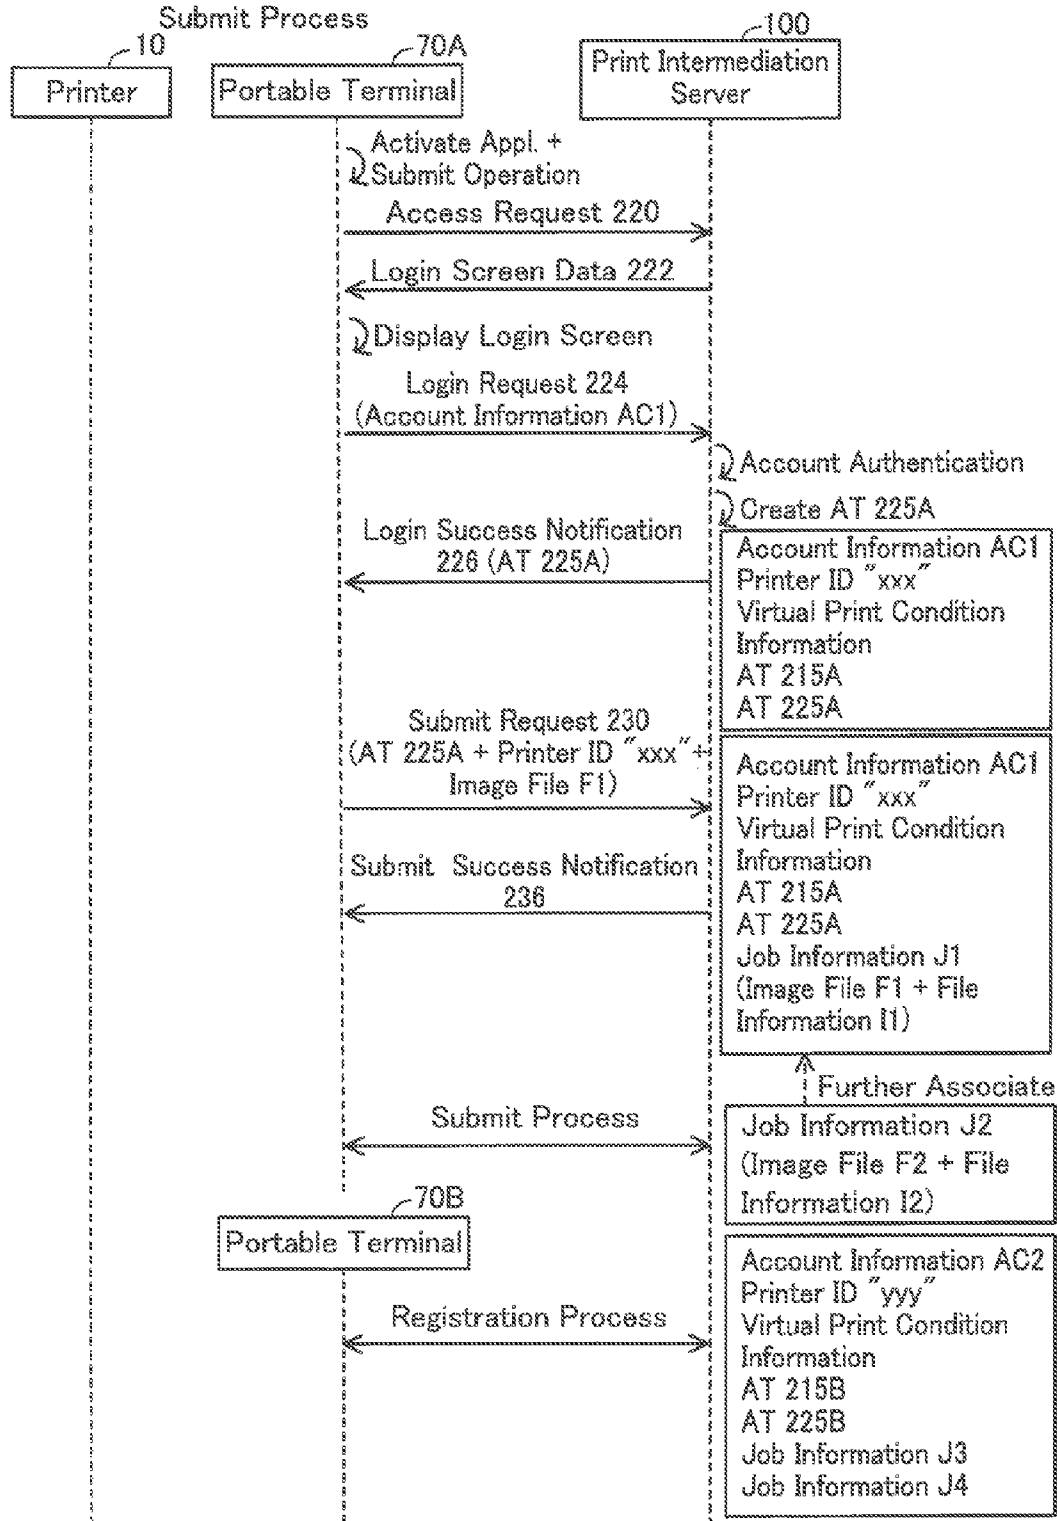 Submit Process
10
70A
100
Printer
Portable Terminal
Print Intermediation
Server
Activate Appl. +
Submit Operation
Access Request 220
Login Screen Data 222
Display Login Screen
Login Request 224
(Account Information AC1)
Account Authentication
Create AT 225A
Login Success Notification
226 (AT 225A)
Account Information AC1
Printer ID "xxx"
Virtual Print Condition
Information
AT 215A
AT 225A
Submit Request 230
(AT 225A + Printer ID "xxx"+
Image File F1)
Account Information AC1
Printer ID "xxx"
Virtual Print Condition
Information
AT 215A
AT 225A
Job Information J1
(Image File F1 + File
Information I1)
Submit Success Notification
236
Further Associate
Submit Process
Job Information J2
(Image File F2 + File
Information I2)
70B
Portable Terminal
Registration Process
Account Information AC2
Printer ID "yyy"
Virtual Print Condition
Information
AT 215B
AT 225B
Job Information J3
Job Information J4